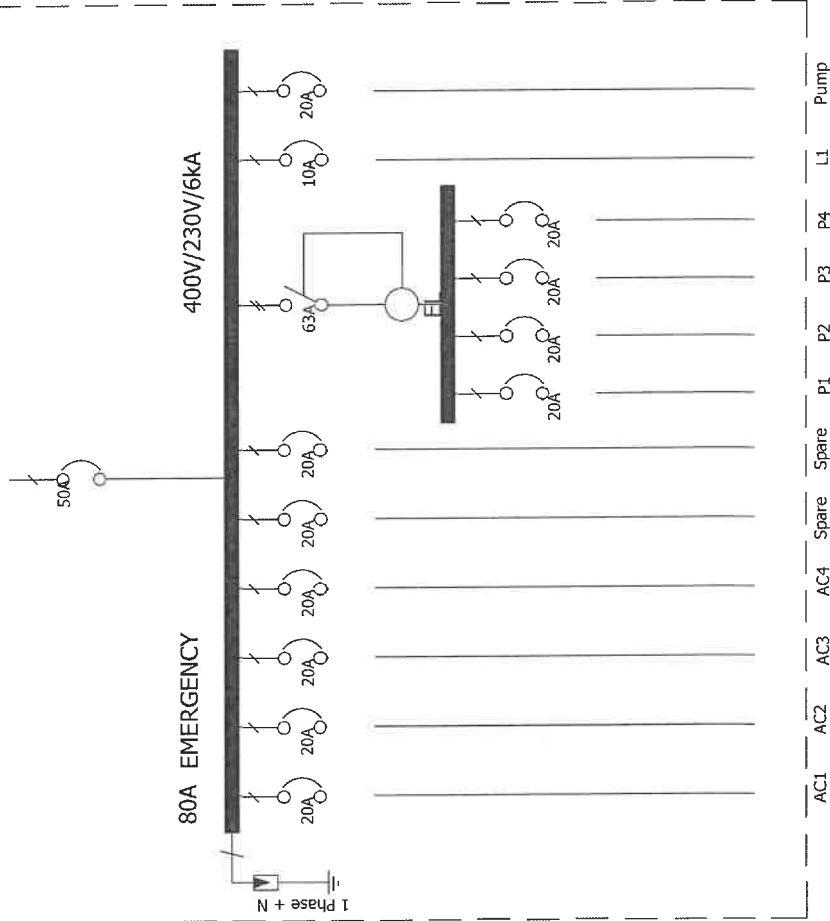 50A
80A EMERGENCY
400V/230V/6kA
1 Phase + N
20A
20A
20A
20A
20A
20A
63A
10A
20A
20A
20A
20A
20A
AC1
AC2
AC3
AC4
Spare
Spare
P1
P2
P3
P4
L1
Pump